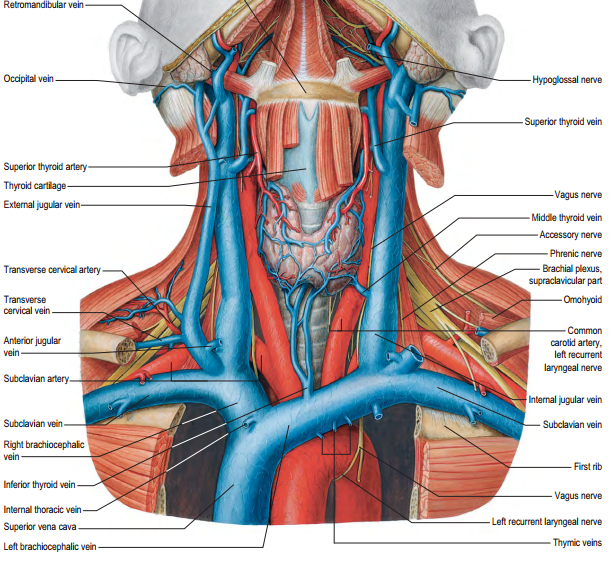 Retromandibular vein
Occipital vein
Superior thyroid artery
Thyroid cartilage
External jugular vein
Transverse cervical artery
Transverse
cervical vein
Anterior jugular
vein
Subclavian artery
Subclavian vein
Right brachiocephalic
vein
Inferior thyroid vein
Internal thoracic vein
Superior vena cava
Left brachiocephalic vein
Hypoglossal nerve
Superior thyroid vein
Vagus nerve
Middle thyroid vein
Accessory nerve
Phrenic nerve
Brachial plexus,
supraclavicular part
Omohyoid
Common
carotid artery,
left recurrent
laryngeal nerve
Internal jugular vein
Subclavian vein
First rib
Vagus nerve
Left recurrent laryngeal nerve
Thymic veins